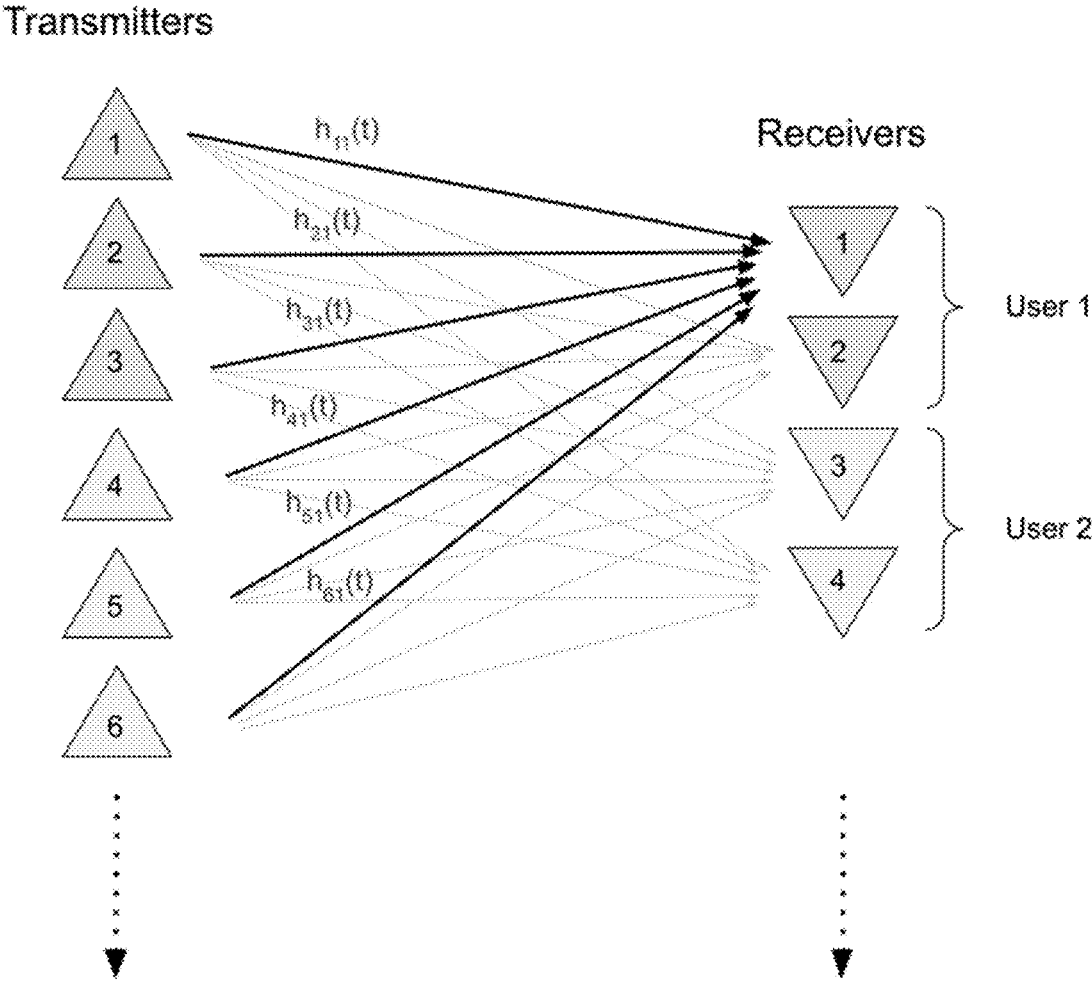 Transmitters
Receivers
1
2
3
4
5
6
h₁₁(t)
h₂₁(t)
h₃₁(t)
h₄₁(t)
h₅₁(t)
h₆₁(t)
1
2
User 1
3
4
User 2